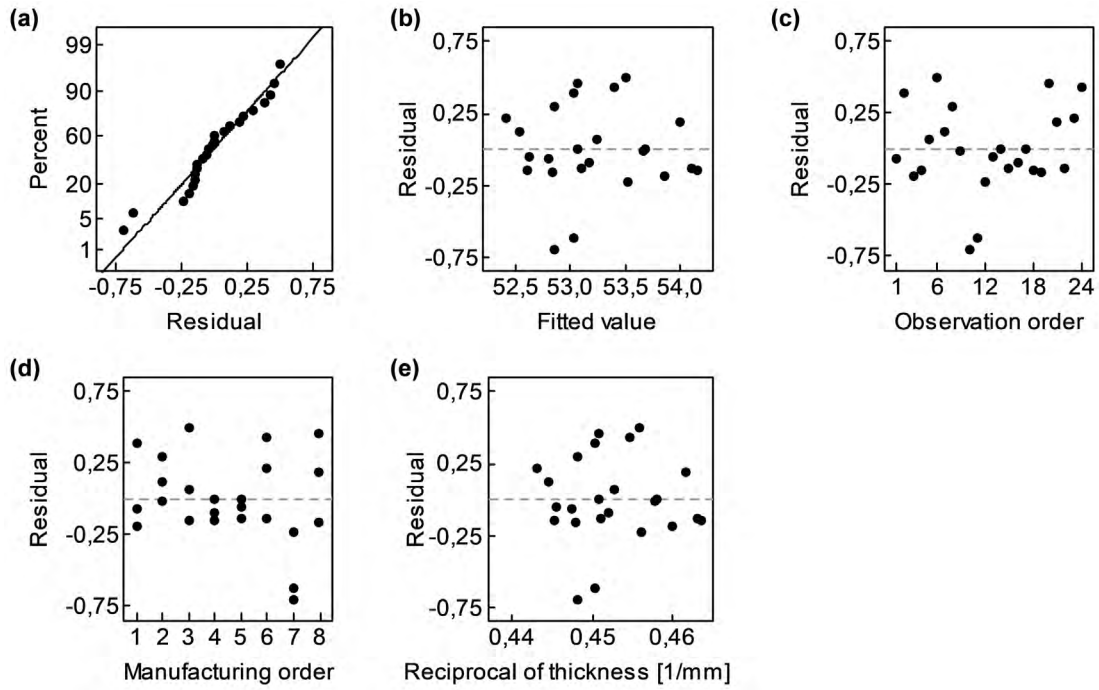 (a)
Percent
99
90
60
20
5
1
-0,75 -0,25 0,25 0,75
Residual
(b)
Residual
0,75
0,25
-0,25
-0,75
52,5 53,0 53,5 54,0
Fitted value
(c)
Residual
0,75
0,25
-0,25
-0,75
1 6 12 18 24
Observation order
(d)
Residual
0,75
0,25
-0,25
-0,75
1 2 3 4 5 6 7 8
Manufacturing order
(e)
Residual
0,75
0,25
-0,25
-0,75
0,44 0,45 0,46
Reciprocal of thickness [1/mm]